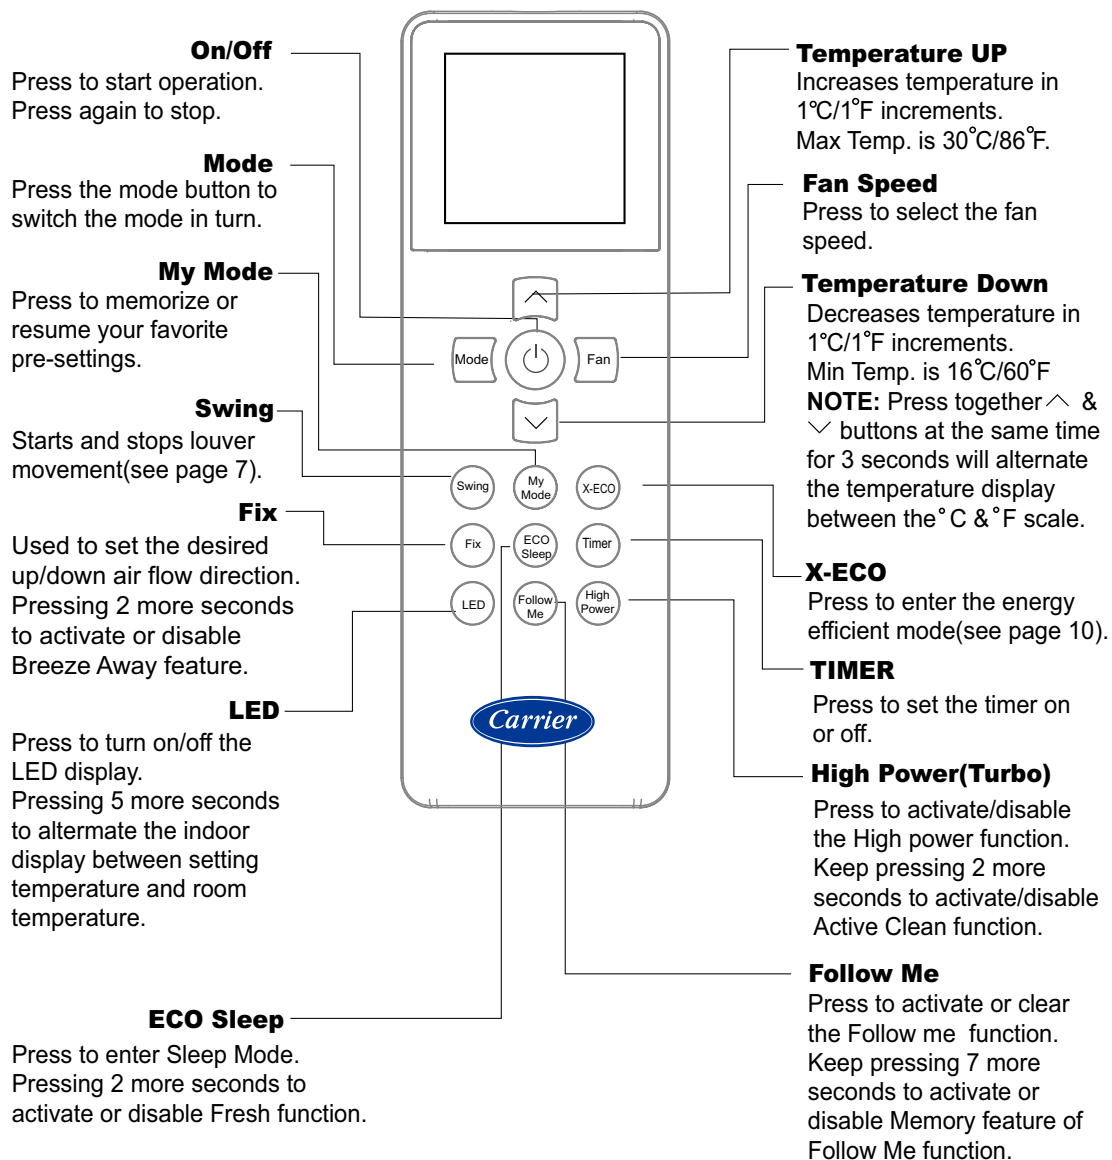 On/Off
Press to start operation.
Press again to stop.
Mode
Press the mode button to
switch the mode in turn.
My Mode
Press to memorize or
resume your favorite
pre-settings.
Swing
Starts and stops louver
movement(see page 7).
Fix
Used to set the desired
up/down air flow direction.
Pressing 2 more seconds
to activate or disable
Breeze Away feature.
LED
Press to turn on/off the
LED display.
Pressing 5 more seconds
to altermate the indoor
display between setting
temperature and room
temperature.
ECO Sleep
Press to enter Sleep Mode.
Pressing 2 more seconds to
activate or disable Fresh function.
Mode
Fan
Swing
My
Mode
X-ECO
Fix
ECO
Sleep
Timer
LED
Follow
Me
High
Power
Carrier
Temperature UP
Increases temperature in
1°C/1°F increments.
Max Temp. is 30°C/86°F.
Fan Speed
Press to select the fan
speed.
Temperature Down
Decreases temperature in
1°C/1°F increments.
Min Temp. is 16°C/60°F
NOTE: Press together &
buttons at the same time
for 3 seconds will alternate
the temperature display
between the°C &°F scale.
X-ECO
Press to enter the energy
efficient mode(see page 10).
TIMER
Press to set the timer on
or off.
High Power(Turbo)
Press to activate/disable
the High power function.
Keep pressing 2 more
seconds to activate/disable
Active Clean function.
Follow Me
Press to activate or clear
the Follow me function.
Keep pressing 7 more
seconds to activate or
disable Memory feature of
Follow Me function.